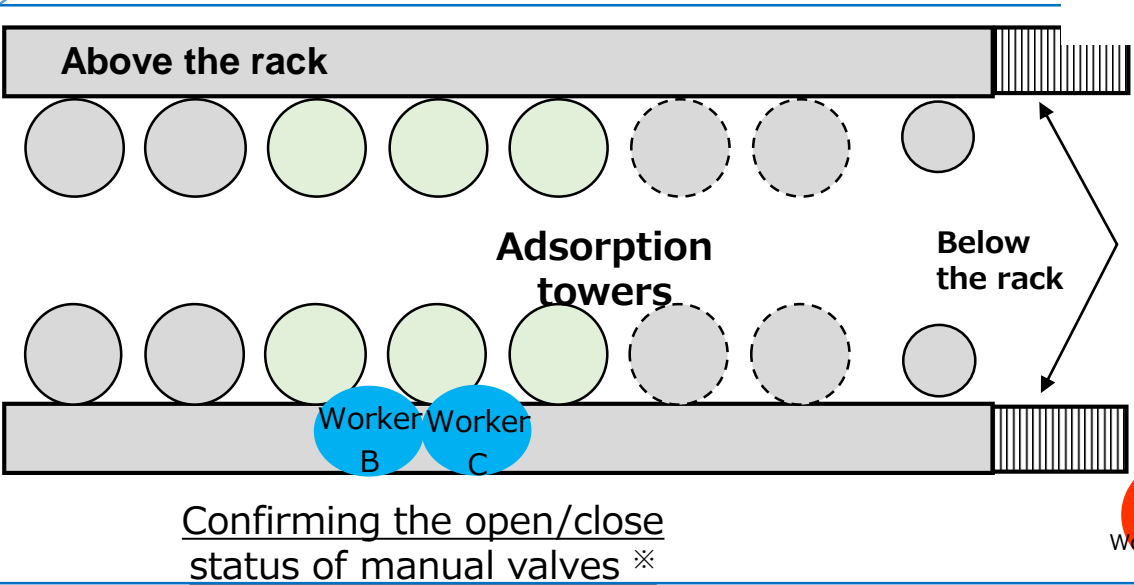 Above the rack
Adsorption
towers
Below
the rack
Worker
B
Worker
C
Confirming the open/close
status of manual valves ※